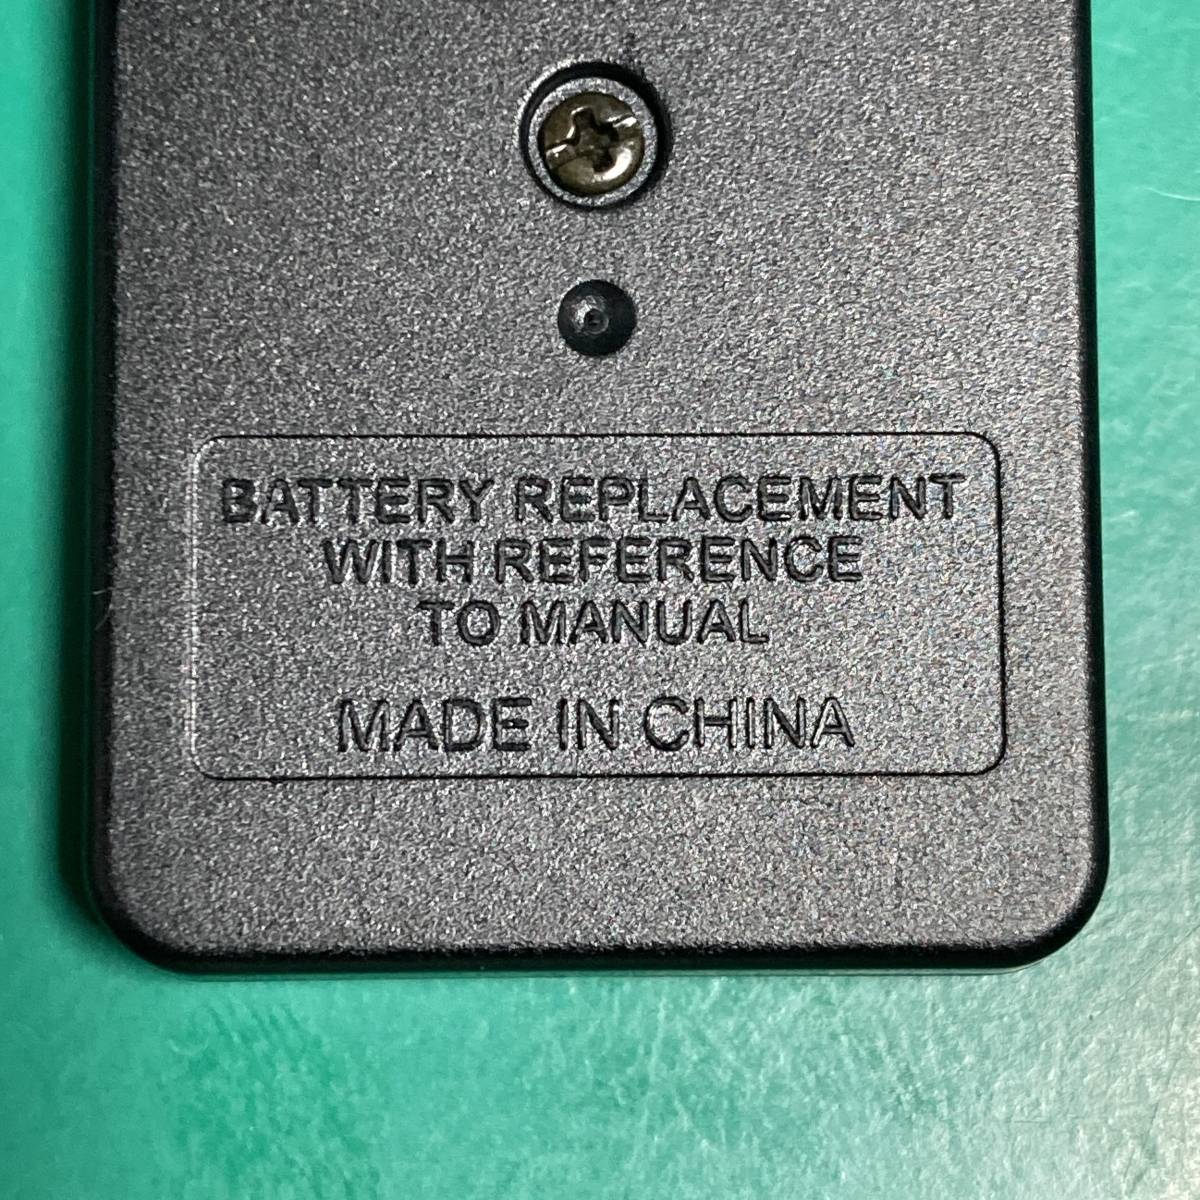 BATTERY REPLACEMENT
WITH REFERENCE
TO MANUAL
MADE IN CHINA